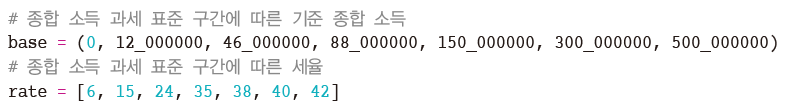 # 종합 소득 과세 표준 구간에 따른 기준 종합 소득
base = (0, 12_000000, 46_000000, 88_000000, 150_000000, 300_000000, 500_000000)
# 종합 소득 과세 표준 구간에 따른 세율
rate = [6, 15, 24, 35, 38, 40, 42]